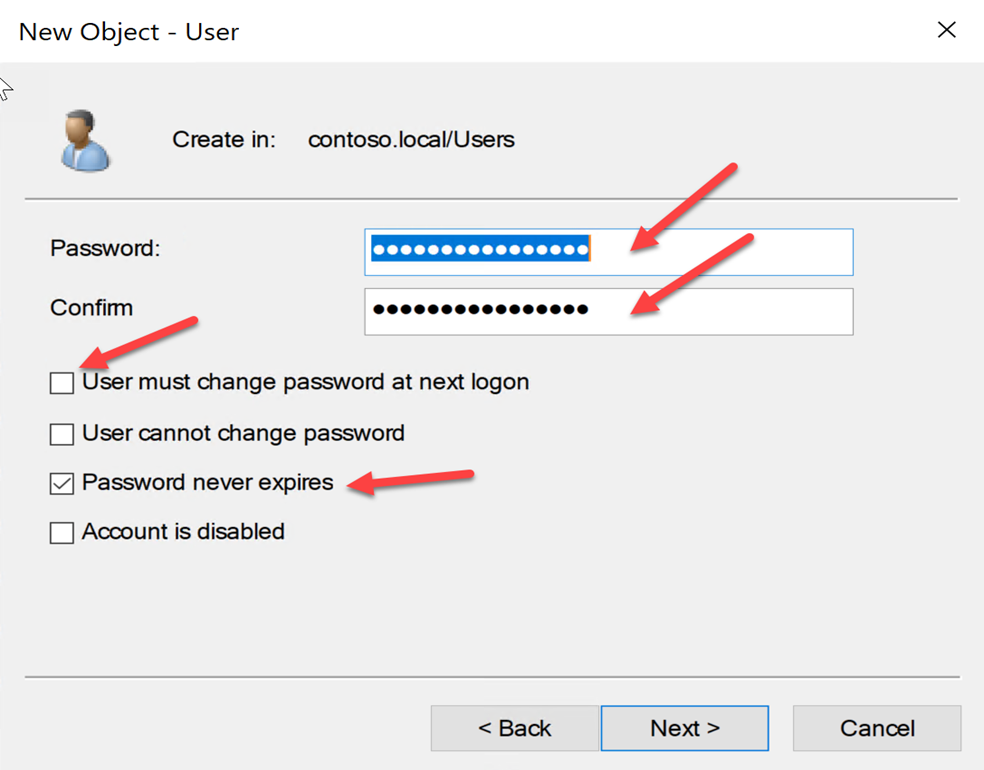 New Object - User
Create in: contoso.local/Users
Password: ●●●●●●●●●●●●●●●●
Confirm ●●●●●●●●●●●●●●●●
User must change password at next logon
User cannot change password
Password never expires
Account is disabled
< Back Next > Cancel